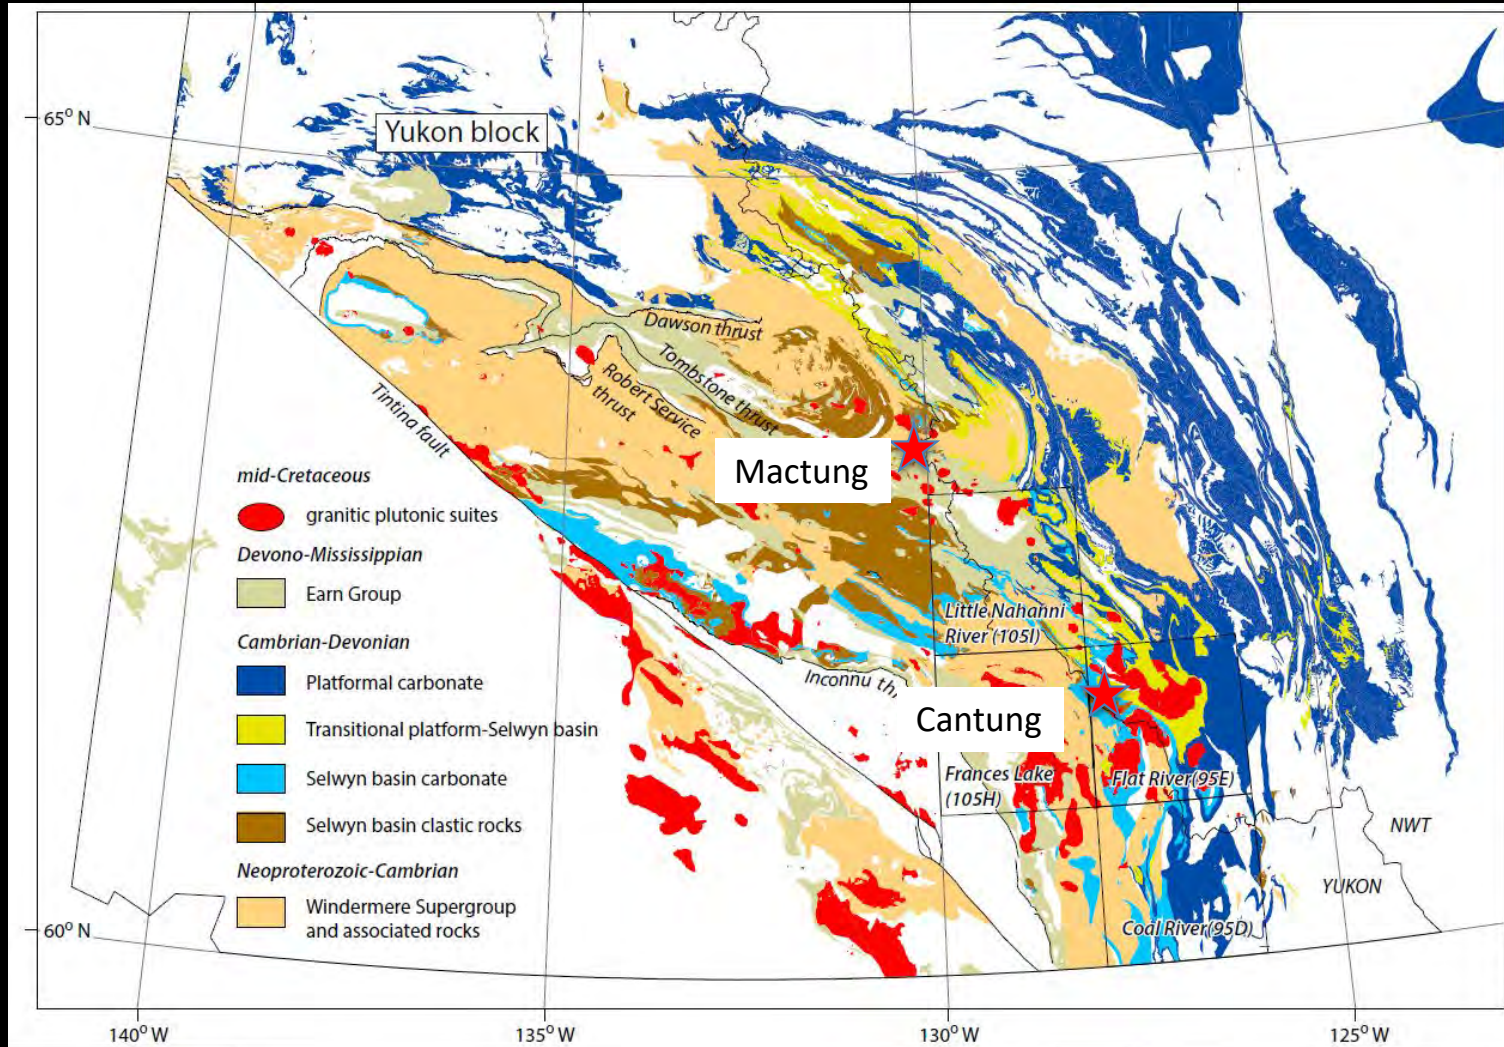 65° N
Yukon block
Dawson thrust
Tombstone thrust
Robert Service
thrust
Tintina fault
Mactung
mid-Cretaceous
granitic plutonic suites
Devono-Mississippian
Earn Group
Cambrian-Devonian
Platformal carbonate
Transitional platform-Selwyn basin
Selwyn basin carbonate
Selwyn basin clastic rocks
Neoproterozoic-Cambrian
Windermere Supergroup
and associated rocks
Little Nahanni
River (105I)
Inconnu
Cantung
Frances Lake
(105H)
Flat River(95E)
NWT
YUKON
Coal River(95D)
60° N
140° W
135° W
130° W
125° W